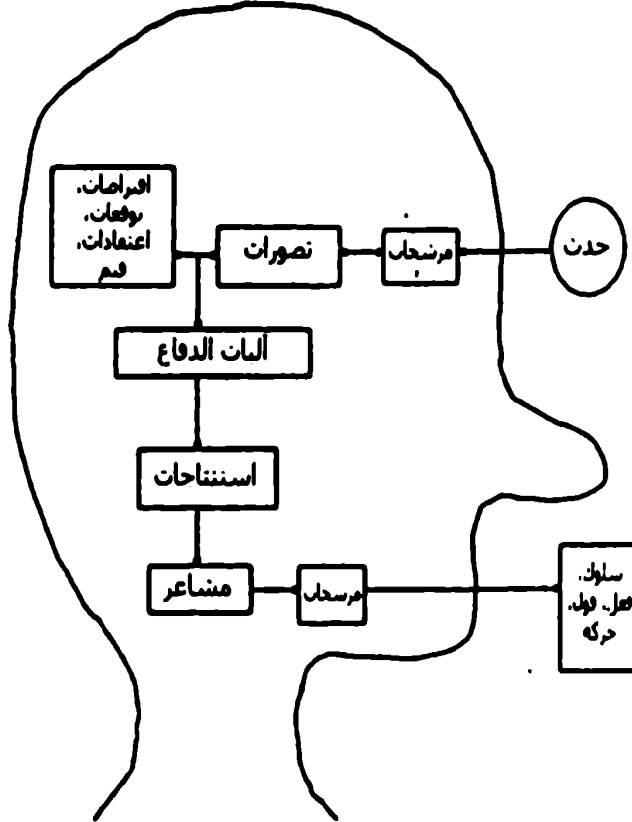 حدث
مرشحات
تصورات
افتراضات،
توقعات،
اعتقادات،
قيم
آليات الدفاع
استنتاجات
مشاعر
مرشحات
سلوك،
فعل، قول،
حركة